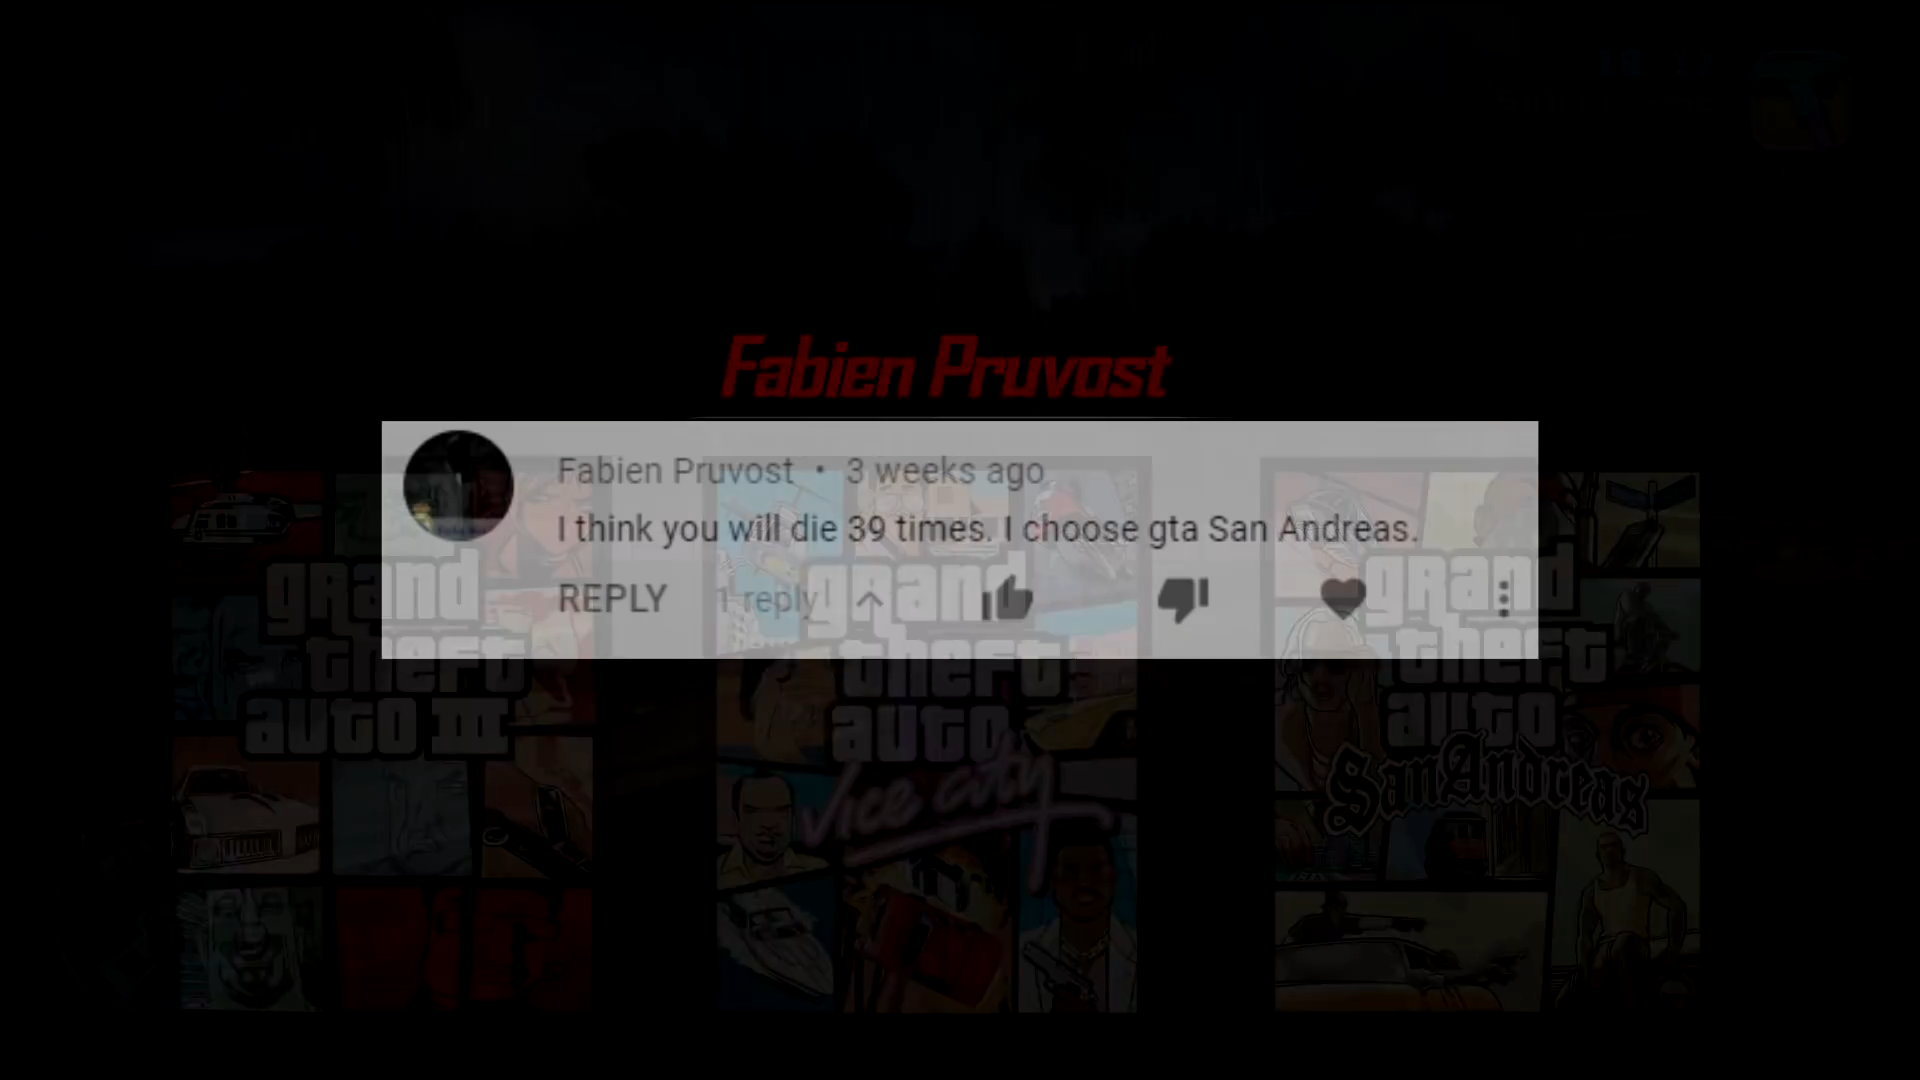 Fabien Pruvost
Fabien Pruvost • 3 weeks ago
I think you will die 39 times. I choose gta San Andreas.
REPLY 1 reply
grand
theft
auto III
grand
theft
auto
Vice City
grand
theft
auto
San Andreas